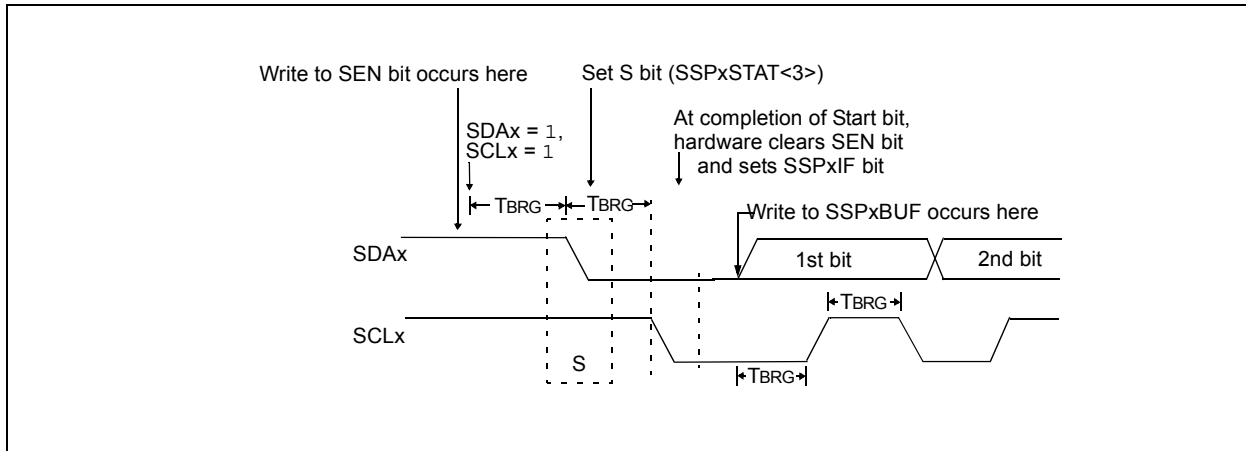 Write to SEN bit occurs here
Set S bit (SSPxSTAT<3>)
SDAx = 1,
SCLx = 1
At completion of Start bit,
hardware clears SEN bit
and sets SSPxIF bit
TBRG
TBRG
Write to SSPxBUF occurs here
SDAx
1st bit
2nd bit
TBRG
SCLx
S
TBRG